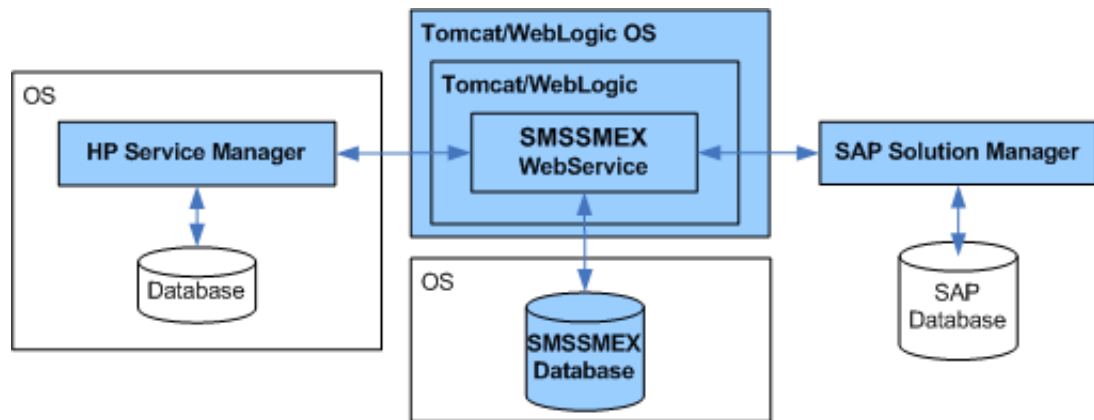 Tomcat/WebLogic OS
Tomcat/WebLogic
SMSSMEX
WebService
OS
HP Service Manager
Database
SAP Solution Manager
SAP
Database
OS
SMSSMEX
Database